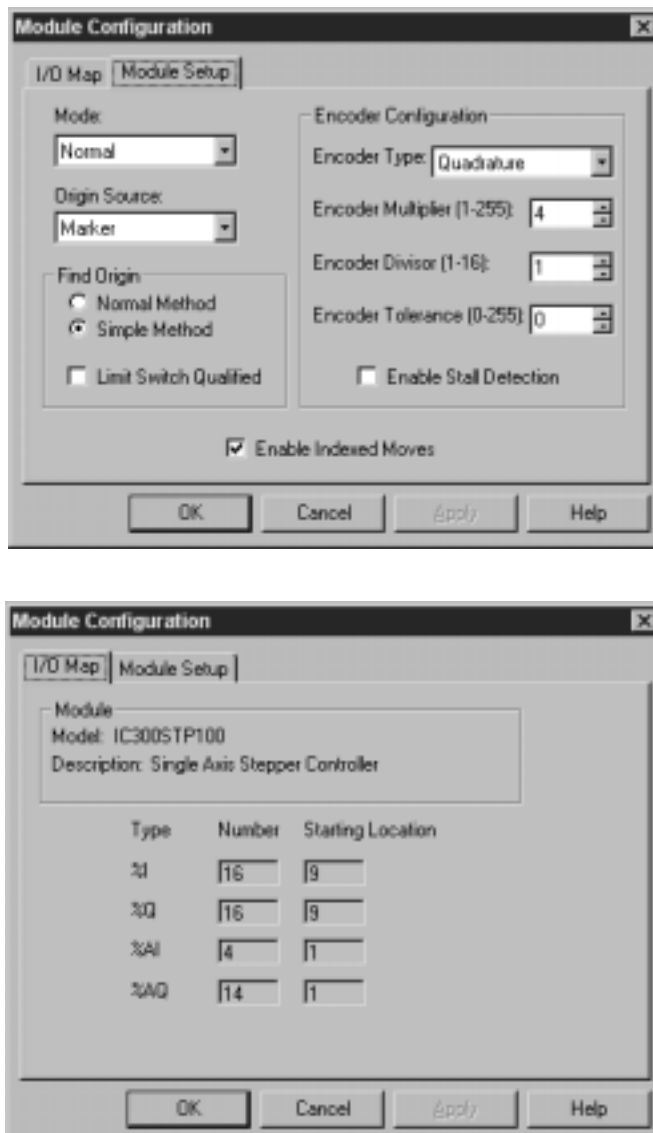 Module Configuration
I/O Map Module Setup
Mode:
Normal
Origin Source:
Marker
Find Origin
Normal Method
Simple Method
Limit Switch Qualified
Encoder Configuration
Encoder Type: Quadrature
Encoder Multiplier (1-255): 4
Encoder Divisor (1-16): 1
Encoder Tolerance (0-255): 0
Enable Stall Detection
Enable Indexed Moves
OK Cancel Apply Help
Module Configuration
I/O Map Module Setup
Module
Model: IC300STP100
Description: Single Axis Stepper Controller
Type Number Starting Location
%I 16 9
%Q 16 9
%AI 4 1
%AQ 14 1
OK Cancel Apply Help